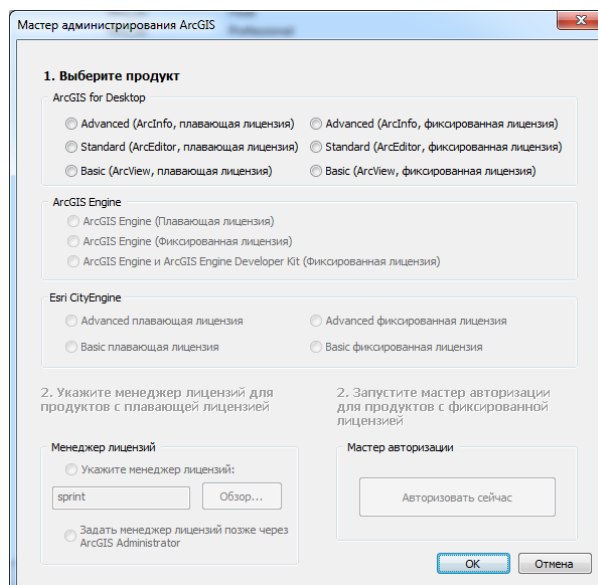 Мастер администрирования ArcGIS
1. Выберите продукт
ArcGIS for Desktop
Advanced (ArcInfo, плавающая лицензия) Advanced (ArcInfo, фиксированная лицензия)
Standard (ArcEditor, плавающая лицензия) Standard (ArcEditor, фиксированная лицензия)
Basic (ArcView, плавающая лицензия) Basic (ArcView, фиксированная лицензия)
ArcGIS Engine
ArcGIS Engine (Плавающая лицензия)
ArcGIS Engine (Фиксированная лицензия)
ArcGIS Engine и ArcGIS Engine Developer Kit (Фиксированная лицензия)
Esri CityEngine
Advanced плавающая лицензия Advanced фиксированная лицензия
Basic плавающая лицензия Basic фиксированная лицензия
2. Укажите менеджер лицензий для
продуктов с плавающей лицензией
2. Запустите мастер авторизации
для продуктов с фиксированной
лицензией
Менеджер лицензий
Укажите менеджер лицензий:
sprint Обзор...
Задать менеджер лицензий позже через
ArcGIS Administrator
Мастер авторизации
Авторизовать сейчас
OK Отмена